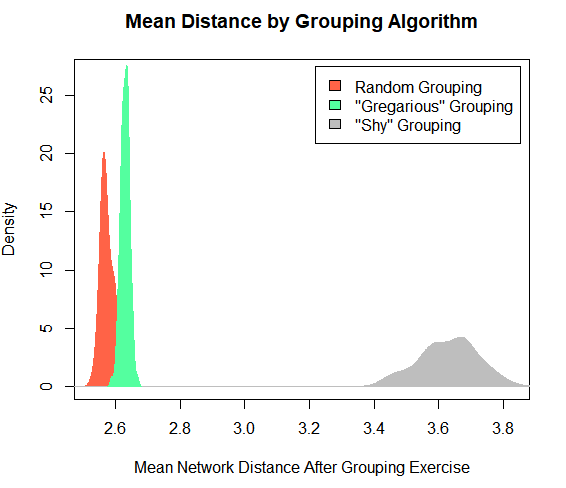 Mean Distance by Grouping Algorithm
Random Grouping
"Gregarious" Grouping
"Shy" Grouping
Density
25
20
15
10
5
0
2.6 2.8 3.0 3.2 3.4 3.6 3.8
Mean Network Distance After Grouping Exercise